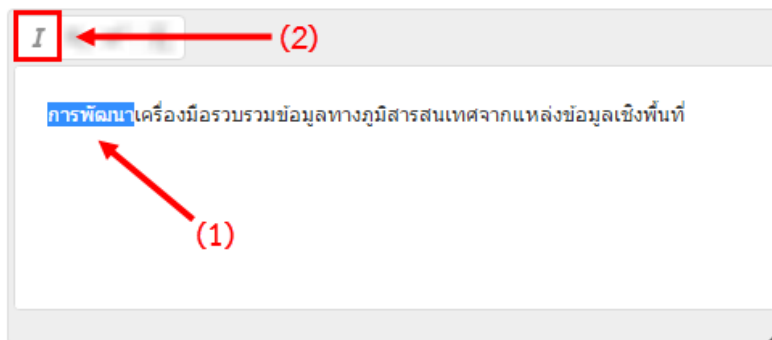 I
(2)
การพัฒนาเครื่องมือรวบรวมข้อมูลทางภูมิสารสนเทศจากแหล่งข้อมูลเชิงพื้นที่
(1)